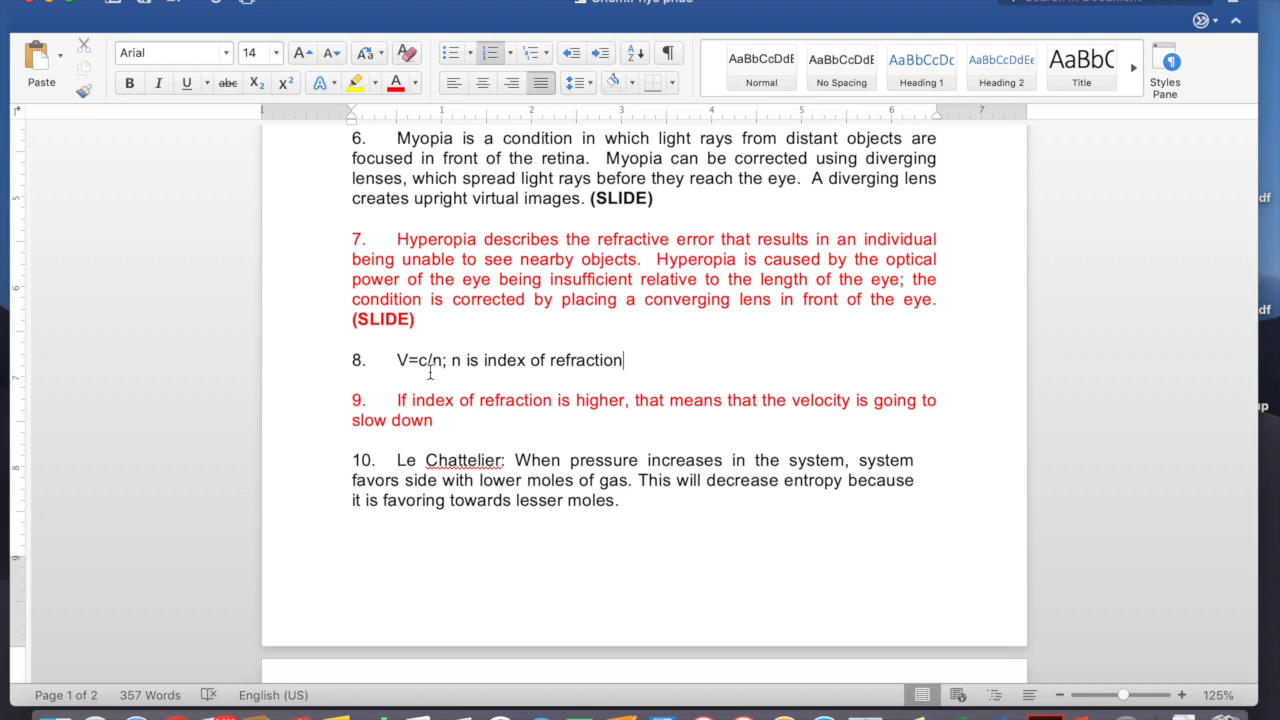 Arial
14
Paste
AaBbCcDdE
Normal
AaBbCcDdE
No Spacing
AaBbCcDc
Heading 1
AaBbCcDdEe
Heading 2
AaBbC
Title
Styles
Pane
6. Myopia is a condition in which light rays from distant objects are
focused in front of the retina. Myopia can be corrected using diverging
lenses, which spread light rays before they reach the eye. A diverging lens
creates upright virtual images. (SLIDE)
7. Hyperopia describes the refractive error that results in an individual
being unable to see nearby objects. Hyperopia is caused by the optical
power of the eye being insufficient relative to the length of the eye; the
condition is corrected by placing a converging lens in front of the eye.
(SLIDE)
8. V=c/n; n is index of refraction
9. If index of refraction is higher, that means that the velocity is going to
slow down
10. Le Chattelier: When pressure increases in the system, system
favors side with lower moles of gas. This will decrease entropy because
it is favoring towards lesser moles.
Page 1 of 2
357 Words
English (US)
125%